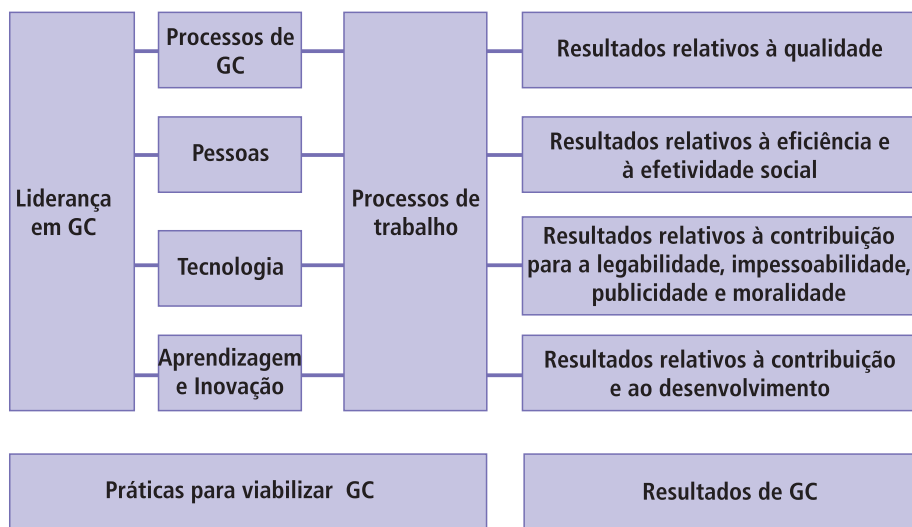 Liderança
em GC
Processos de
GC
Pessoas
Tecnologia
Aprendizagem
e Inovação
Processos de
trabalho
Resultados relativos à qualidade
Resultados relativos à eficiência e
à efetividade social
Resultados relativos à contribuição
para a legabilidade, impessoabilidade,
publicidade e moralidade
Resultados relativos à contribuição
e ao desenvolvimento
Práticas para viabilizar GC
Resultados de GC